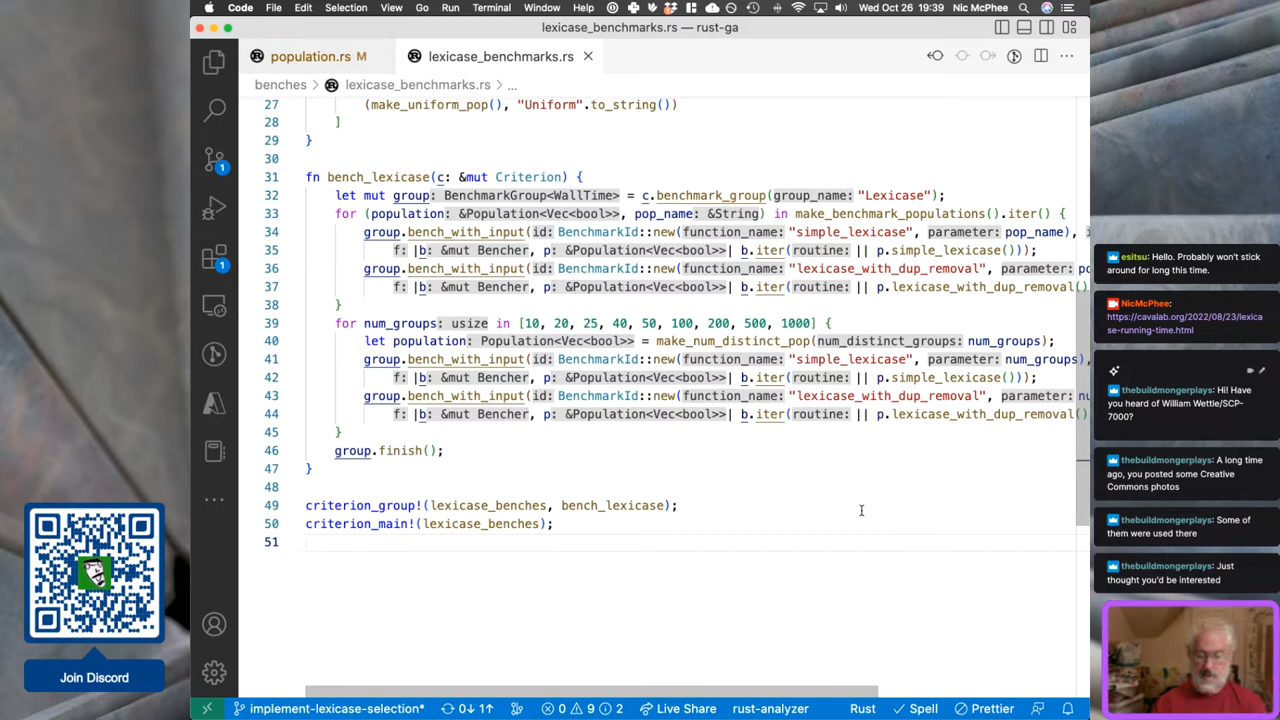 Code File Edit Selection View Go Run Terminal Window Help Wed Oct 26 19:39 Nic McPhee
lexicase_benchmarks.rs — rust-ga
population.rs M lexicase_benchmarks.rs
benches › lexicase_benchmarks.rs › ...
27 (make_uniform_pop(), "Uniform".to_string())
28 ]
29 }
30
31 fn bench_lexicase(c: &mut Criterion) {
32 let mut group: BenchmarkGroup<WallTime> = c.benchmark_group(group_name: "Lexicase");
33 for (population: &Population<Vec<bool>>, pop_name: &String) in make_benchmark_populations().iter() {
34 group.bench_with_input(id: BenchmarkId::new(function_name: "simple_lexicase", parameter: pop_name),
35 f: |b: &mut Bencher, p: &Population<Vec<bool>>| b.iter(routine: || p.simple_lexicase()));
36 group.bench_with_input(id: BenchmarkId::new(function_name: "lexicase_with_dup_removal", parameter: po
37 f: |b: &mut Bencher, p: &Population<Vec<bool>>| b.iter(routine: || p.lexicase_with_dup_removal()
38 }
39 for num_groups: usize in [10, 20, 25, 40, 50, 100, 200, 500, 1000] {
40 let population: Population<Vec<bool>> = make_num_distinct_pop(num_distinct_groups: num_groups);
41 group.bench_with_input(id: BenchmarkId::new(function_name: "simple_lexicase", parameter: num_groups),
42 f: |b: &mut Bencher, p: &Population<Vec<bool>>| b.iter(routine: || p.simple_lexicase()));
43 group.bench_with_input(id: BenchmarkId::new(function_name: "lexicase_with_dup_removal", parameter: nu
44 f: |b: &mut Bencher, p: &Population<Vec<bool>>| b.iter(routine: || p.lexicase_with_dup_removal()
45 }
46 group.finish();
47 }
48
49 criterion_group!(lexicase_benches, bench_lexicase);
50 criterion_main!(lexicase_benches);
51
1
1
implement-lexicase-selection* 0↓ 1↑ 0 9 2 Live Share rust-analyzer Rust Spell Prettier
Join Discord
esitsu: Hello. Probably won't stick
around for long this time.
NicMcPhee:
https://cavalab.org/2022/08/23/lexica
se-running-time.html
thebuildmongerplays: Hi! Have
you heard of William Wettle/SCP-
7000?
thebuildmongerplays: A long time
ago, you posted some Creative
Commons photos
thebuildmongerplays: Some of
them were used there
thebuildmongerplays: Just
thought you'd be interested